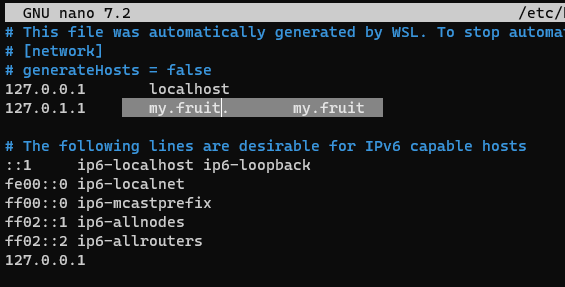 GNU nano 7.2 /etc/
# This file was automatically generated by WSL. To stop
# [network]
# generateHosts = false
127.0.0.1 localhost
127.0.1.1 my.fruit. my.fruit
# The following lines are desirable for IPv6 capable hosts
::1 ip6-localhost ip6-loopback
fe00::0 ip6-localnet
ff00::0 ip6-mcastprefix
ff02::1 ip6-allnodes
ff02::2 ip6-allrouters
127.0.0.1